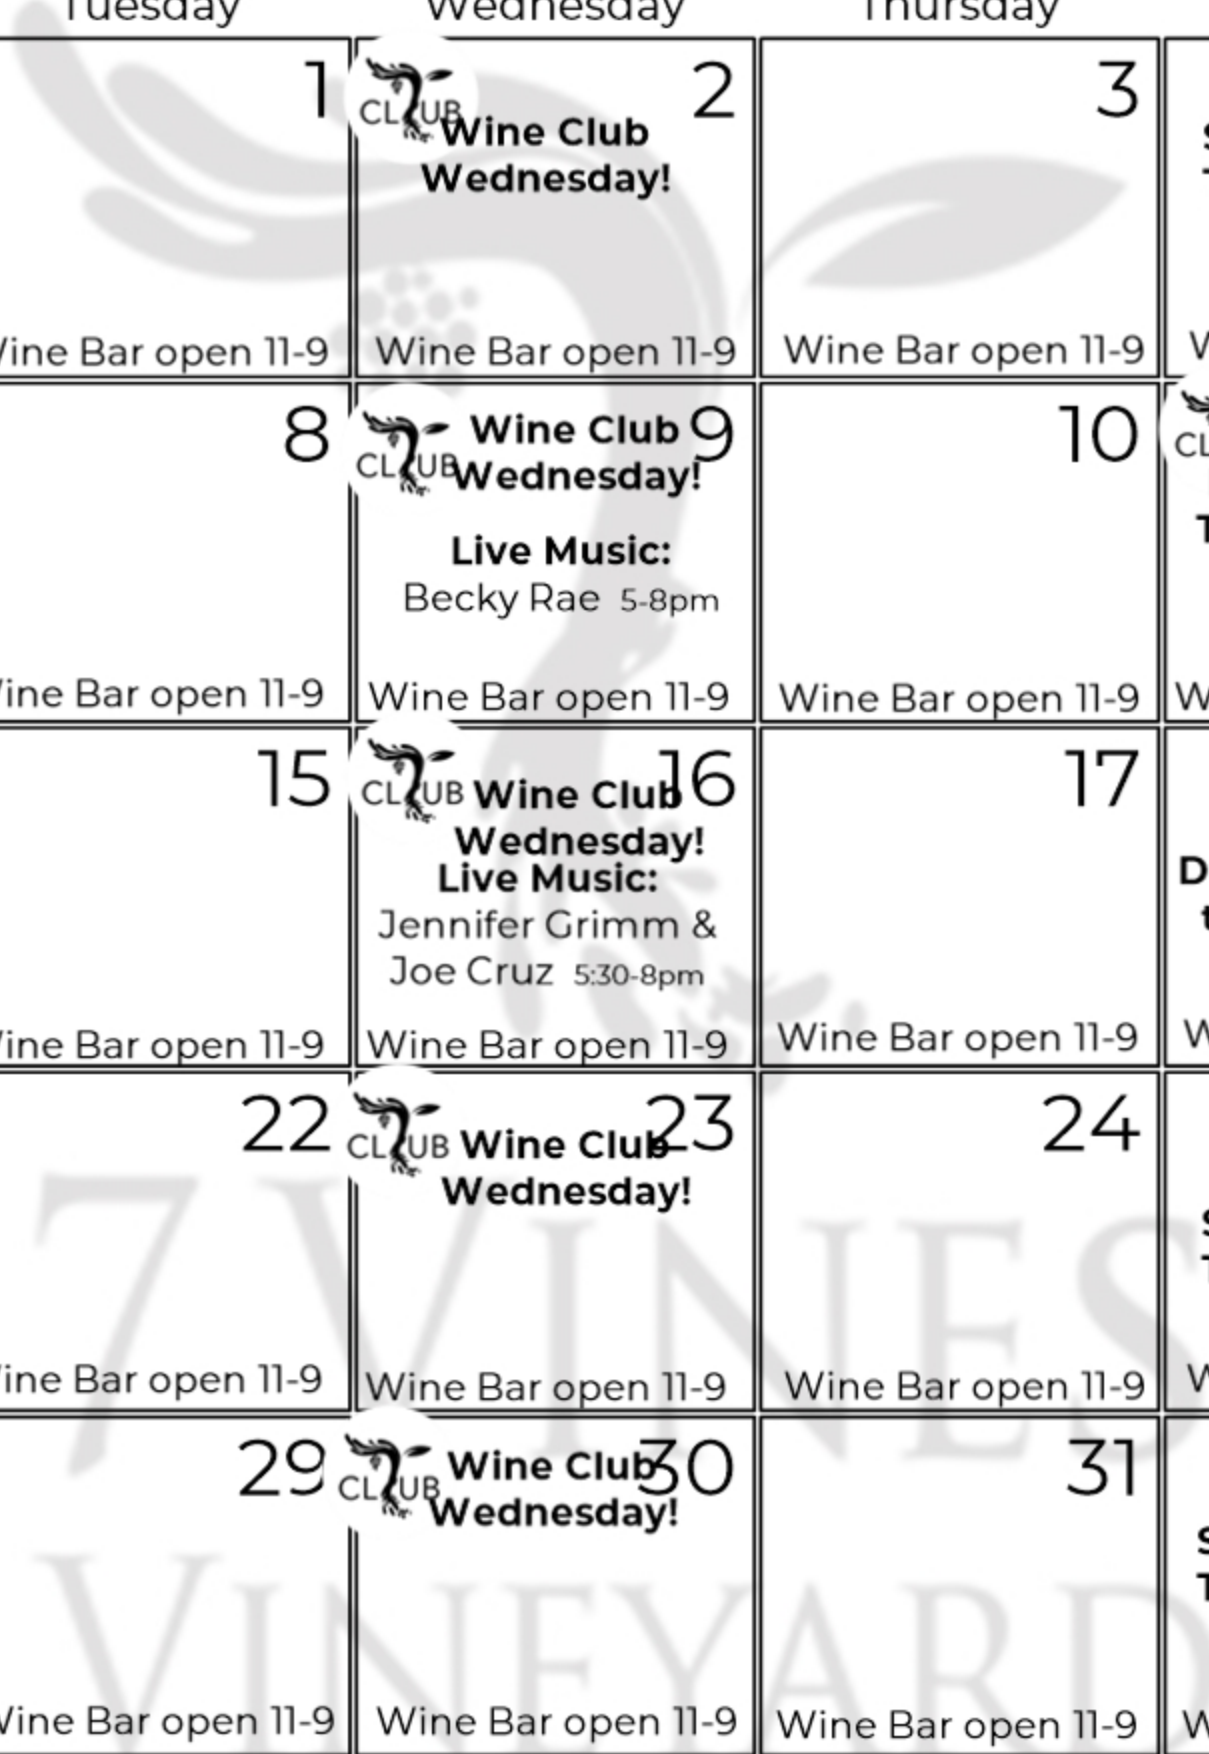 Tuesday
Wednesday
Thursday
1
CLUB
2
Wine Club
Wednesday!
3
Wine Bar open 11-9
Wine Bar open 11-9
Wine Bar open 11-9
8
CLUB
Wine Club
9
Wednesday!
Live Music:
Becky Rae 5-8pm
10
CL
Wine Bar open 11-9
Wine Bar open 11-9
Wine Bar open 11-9
15
CLUB
Wine Club
16
Wednesday!
Live Music:
Jennifer Grimm &
Joe Cruz 5:30-8pm
17
Wine Bar open 11-9
Wine Bar open 11-9
Wine Bar open 11-9
22
CLUB
Wine Club
23
Wednesday!
24
7 VINES
Wine Bar open 11-9
Wine Bar open 11-9
Wine Bar open 11-9
29
CLUB
Wine Club
30
Wednesday!
31
VINEYARD
Wine Bar open 11-9
Wine Bar open 11-9
Wine Bar open 11-9